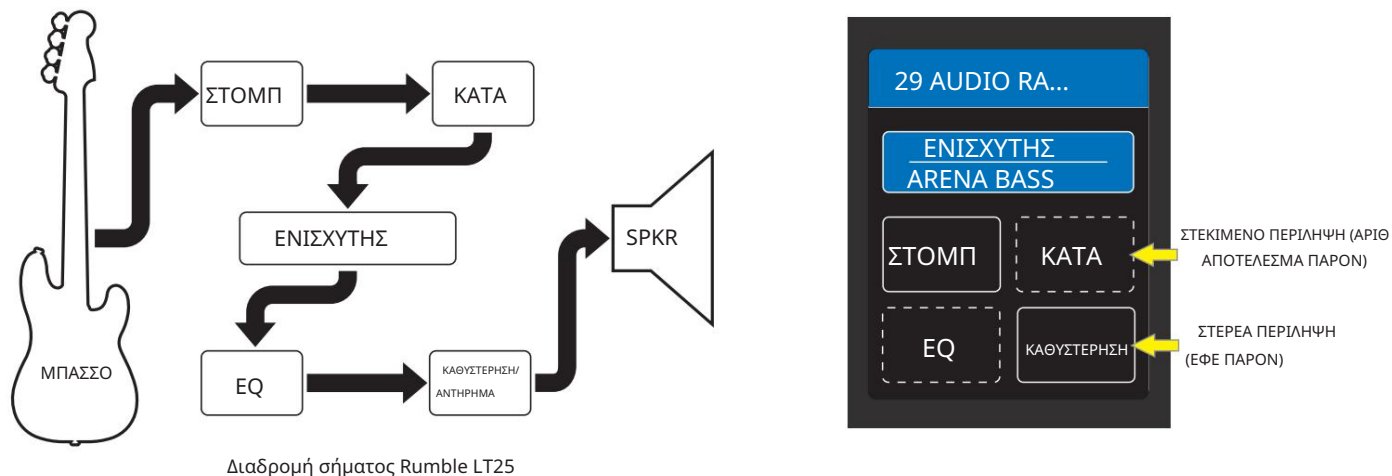 ΜΠΑΣΣΟ
ΣΤΟΜΠ
ΚΑΤΑ
ΕΝΙΣΧΥΤΗΣ
EQ
ΚΑΘΥΣΤΕΡΗΣΗ/
ΑΝΤΗΡΗΜΑ
SPKR
Διαδρομή σήματος Rumble LT25
29 AUDIO RA...
ΕΝΙΣΧΥΤΗΣ
ARENA BASS
ΣΤΟΜΠ
ΚΑΤΑ
EQ
ΚΑΘΥΣΤΕΡΗΣΗ
ΣΤΕΚΙΜΕΝΟ ΠΕΡΙΛΗΨΗ (ΑΡΙΘ
ΑΠΟΤΕΛΕΣΜΑ ΠΑΡΟΝ)
ΣΤΕΡΕΑ ΠΕΡΙΛΗΨΗ
(ΕΦΕ ΠΑΡΟΝ)